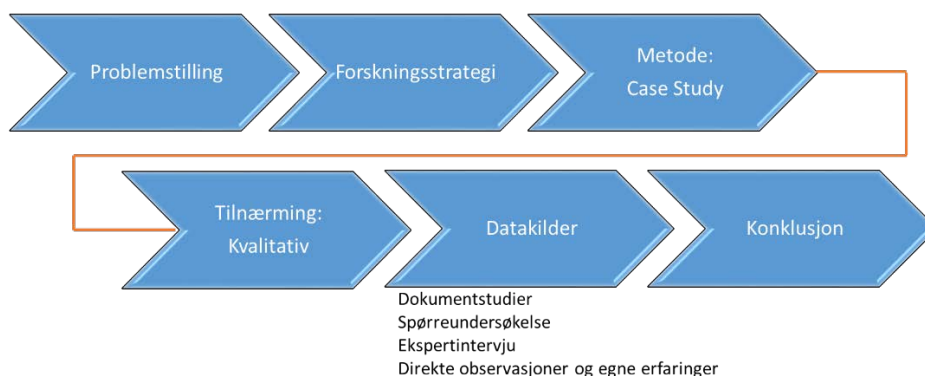 Problemstilling
Forskningsstrategi
Metode:
Case Study
Tilnærming:
Kvalitativ
Datakilder
Konklusjon
Dokumentstudier
Spørreundersøkelse
Ekspertintervju
Direkte observasjoner og egne erfaringer